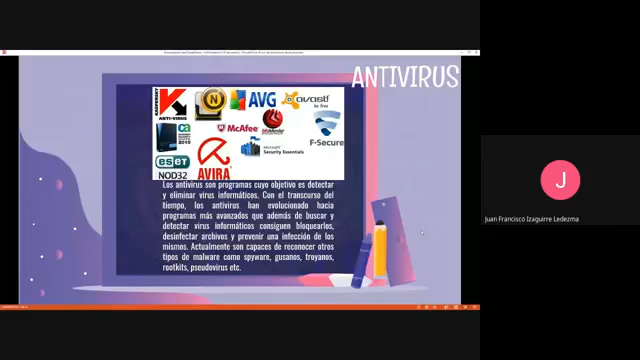 ANTIVIRUS
KASPERSKY
ANTI-VIRUS
N
AVG
avast!
be free
McAfee
F-Secure
Microsoft
Security Essentials
eseT
NOD32
AVIRA
Los antivirus son programas cuyo objetivo es detectar
y eliminar virus informáticos. Con el transcurso del
tiempo, los antivirus han evolucionado hacia
programas más avanzados que además de buscar y
detectar virus informáticos consiguen bloquearlos,
desinfectar archivos y prevenir una infección de los
mismos. Actualmente son capaces de reconocer otros
tipos de malware como spyware, gusanos, troyanos,
rootkits, pseudovirus etc.
J
Juan Francisco Izaguirre Ledezma